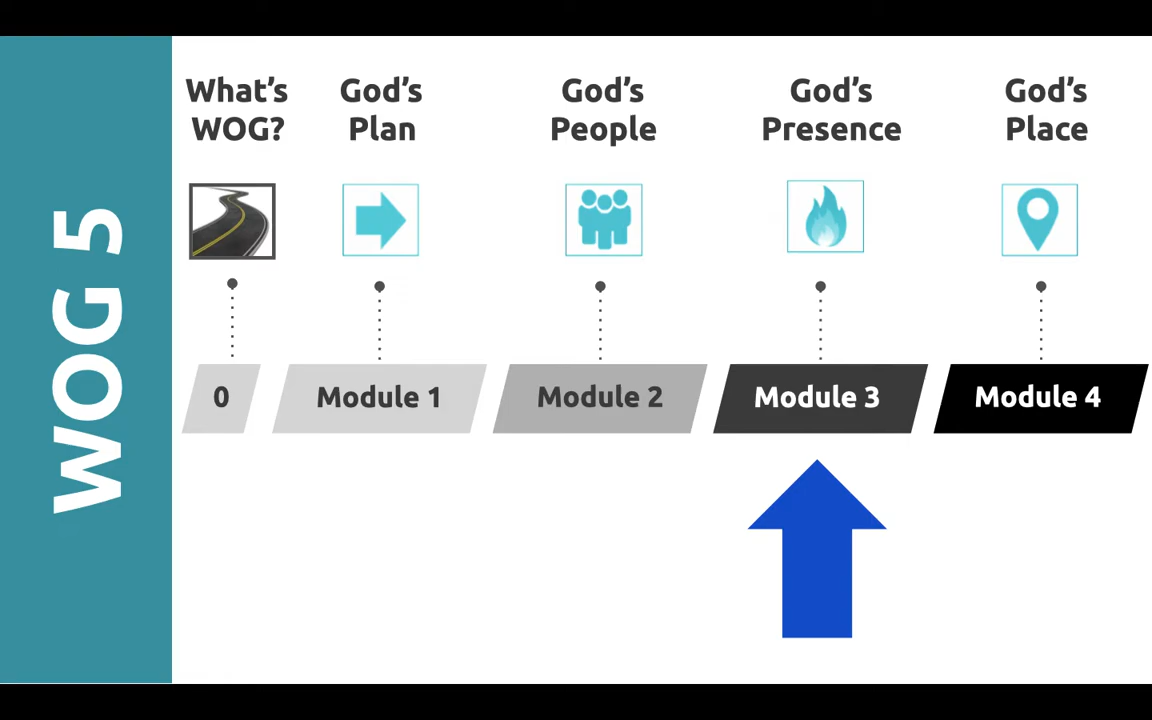 WOG 5
What's
WOG?
God's
Plan
God's
People
God's
Presence
God's
Place
0
Module 1
Module 2
Module 3
Module 4